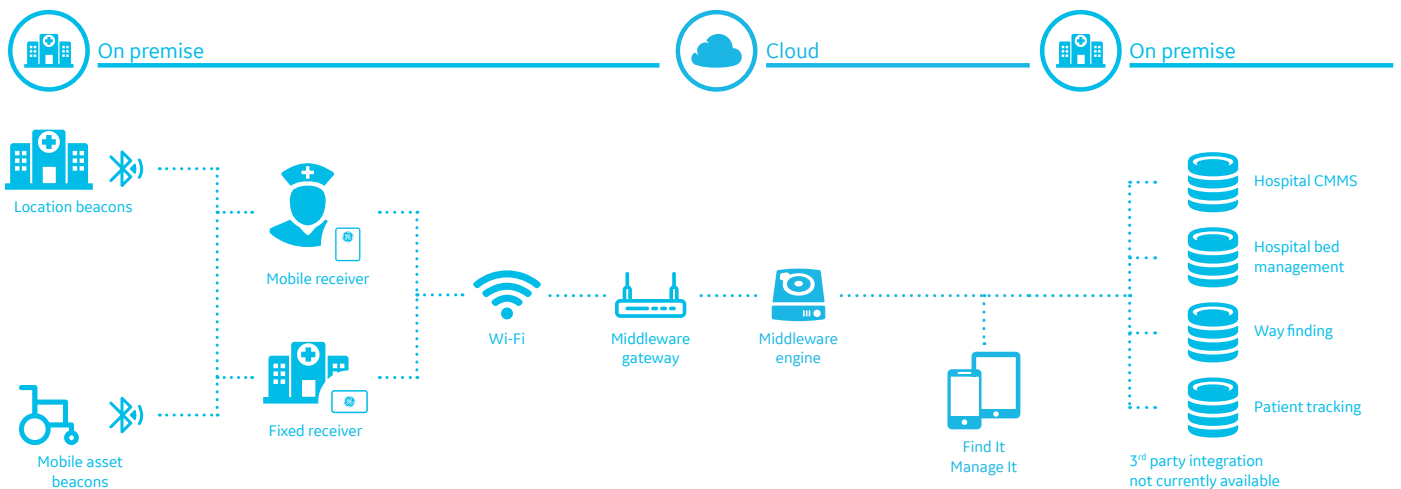 On premise
Cloud
On premise
Location beacons
Mobile asset
beacons
Mobile receiver
Fixed receiver
Wi-Fi
Middleware
gateway
Middleware
engine
Find It
Manage It
Hospital CMMS
Hospital bed
management
Way finding
Patient tracking
3rd party integration
not currently available